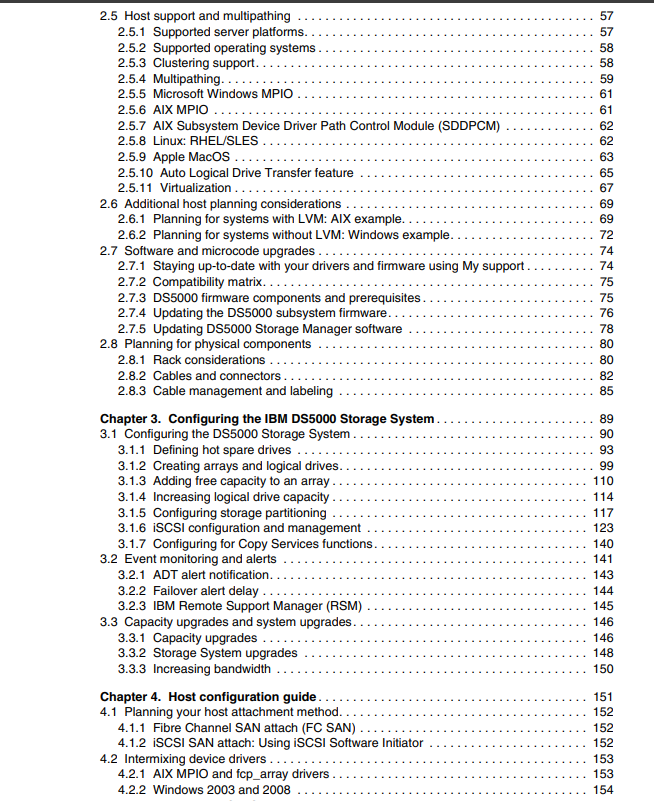 2.5 Host support and multipathing . . . . . . . . . . . . . . . . . . . . . . . . . . . . . . . . . . . . . . . . . . . 57
2.5.1 Supported server platforms. . . . . . . . . . . . . . . . . . . . . . . . . . . . . . . . . . . . . . . . . . 57
2.5.2 Supported operating systems . . . . . . . . . . . . . . . . . . . . . . . . . . . . . . . . . . . . . . . . 58
2.5.3 Clustering support. . . . . . . . . . . . . . . . . . . . . . . . . . . . . . . . . . . . . . . . . . . . . . . . . 58
2.5.4 Multipathing. . . . . . . . . . . . . . . . . . . . . . . . . . . . . . . . . . . . . . . . . . . . . . . . . . . . . . 59
2.5.5 Microsoft Windows MPIO . . . . . . . . . . . . . . . . . . . . . . . . . . . . . . . . . . . . . . . . . . . 61
2.5.6 AIX MPIO . . . . . . . . . . . . . . . . . . . . . . . . . . . . . . . . . . . . . . . . . . . . . . . . . . . . . . . 61
2.5.7 AIX Subsystem Device Driver Path Control Module (SDDPCM) . . . . . . . . . . . . . 62
2.5.8 Linux: RHEL/SLES . . . . . . . . . . . . . . . . . . . . . . . . . . . . . . . . . . . . . . . . . . . . . . . . 62
2.5.9 Apple MacOS . . . . . . . . . . . . . . . . . . . . . . . . . . . . . . . . . . . . . . . . . . . . . . . . . . . . 63
2.5.10 Auto Logical Drive Transfer feature . . . . . . . . . . . . . . . . . . . . . . . . . . . . . . . . . . 65
2.5.11 Virtualization . . . . . . . . . . . . . . . . . . . . . . . . . . . . . . . . . . . . . . . . . . . . . . . . . . . . 67
2.6 Additional host planning considerations . . . . . . . . . . . . . . . . . . . . . . . . . . . . . . . . . . . . 69
2.6.1 Planning for systems with LVM: AIX example. . . . . . . . . . . . . . . . . . . . . . . . . . . . 69
2.6.2 Planning for systems without LVM: Windows example. . . . . . . . . . . . . . . . . . . . . 72
2.7 Software and microcode upgrades . . . . . . . . . . . . . . . . . . . . . . . . . . . . . . . . . . . . . . . . 74
2.7.1 Staying up-to-date with your drivers and firmware using My support . . . . . . . . . . 74
2.7.2 Compatibility matrix. . . . . . . . . . . . . . . . . . . . . . . . . . . . . . . . . . . . . . . . . . . . . . . . 75
2.7.3 DS5000 firmware components and prerequisites . . . . . . . . . . . . . . . . . . . . . . . . . 75
2.7.4 Updating the DS5000 subsystem firmware. . . . . . . . . . . . . . . . . . . . . . . . . . . . . . 76
2.7.5 Updating DS5000 Storage Manager software . . . . . . . . . . . . . . . . . . . . . . . . . . . 78
2.8 Planning for physical components . . . . . . . . . . . . . . . . . . . . . . . . . . . . . . . . . . . . . . . . 80
2.8.1 Rack considerations . . . . . . . . . . . . . . . . . . . . . . . . . . . . . . . . . . . . . . . . . . . . . . . 80
2.8.2 Cables and connectors . . . . . . . . . . . . . . . . . . . . . . . . . . . . . . . . . . . . . . . . . . . . . 82
2.8.3 Cable management and labeling . . . . . . . . . . . . . . . . . . . . . . . . . . . . . . . . . . . . . 85
Chapter 3. Configuring the IBM DS5000 Storage System . . . . . . . . . . . . . . . . . . . . . . . 89
3.1 Configuring the DS5000 Storage System . . . . . . . . . . . . . . . . . . . . . . . . . . . . . . . . . . . 90
3.1.1 Defining hot spare drives . . . . . . . . . . . . . . . . . . . . . . . . . . . . . . . . . . . . . . . . . . . 93
3.1.2 Creating arrays and logical drives. . . . . . . . . . . . . . . . . . . . . . . . . . . . . . . . . . . . . 99
3.1.3 Adding free capacity to an array . . . . . . . . . . . . . . . . . . . . . . . . . . . . . . . . . . . . . 110
3.1.4 Increasing logical drive capacity . . . . . . . . . . . . . . . . . . . . . . . . . . . . . . . . . . . . . 114
3.1.5 Configuring storage partitioning . . . . . . . . . . . . . . . . . . . . . . . . . . . . . . . . . . . . . 117
3.1.6 iSCSI configuration and management . . . . . . . . . . . . . . . . . . . . . . . . . . . . . . . . 123
3.1.7 Configuring for Copy Services functions . . . . . . . . . . . . . . . . . . . . . . . . . . . . . . . 140
3.2 Event monitoring and alerts . . . . . . . . . . . . . . . . . . . . . . . . . . . . . . . . . . . . . . . . . . . . 141
3.2.1 ADT alert notification. . . . . . . . . . . . . . . . . . . . . . . . . . . . . . . . . . . . . . . . . . . . . . 143
3.2.2 Failover alert delay . . . . . . . . . . . . . . . . . . . . . . . . . . . . . . . . . . . . . . . . . . . . . . . 144
3.2.3 IBM Remote Support Manager (RSM) . . . . . . . . . . . . . . . . . . . . . . . . . . . . . . . . 145
3.3 Capacity upgrades and system upgrades. . . . . . . . . . . . . . . . . . . . . . . . . . . . . . . . . . 146
3.3.1 Capacity upgrades . . . . . . . . . . . . . . . . . . . . . . . . . . . . . . . . . . . . . . . . . . . . . . . 146
3.3.2 Storage System upgrades . . . . . . . . . . . . . . . . . . . . . . . . . . . . . . . . . . . . . . . . . 148
3.3.3 Increasing bandwidth . . . . . . . . . . . . . . . . . . . . . . . . . . . . . . . . . . . . . . . . . . . . . 150
Chapter 4. Host configuration guide . . . . . . . . . . . . . . . . . . . . . . . . . . . . . . . . . . . . . . . 151
4.1 Planning your host attachment method. . . . . . . . . . . . . . . . . . . . . . . . . . . . . . . . . . . . 152
4.1.1 Fibre Channel SAN attach (FC SAN) . . . . . . . . . . . . . . . . . . . . . . . . . . . . . . . . . 152
4.1.2 iSCSI SAN attach: Using iSCSI Software Initiator . . . . . . . . . . . . . . . . . . . . . . . 152
4.2 Intermixing device drivers . . . . . . . . . . . . . . . . . . . . . . . . . . . . . . . . . . . . . . . . . . . . . . 153
4.2.1 AIX MPIO and fcp_array drivers . . . . . . . . . . . . . . . . . . . . . . . . . . . . . . . . . . . . . 153
4.2.2 Windows 2003 and 2008 . . . . . . . . . . . . . . . . . . . . . . . . . . . . . . . . . . . . . . . . . . 154